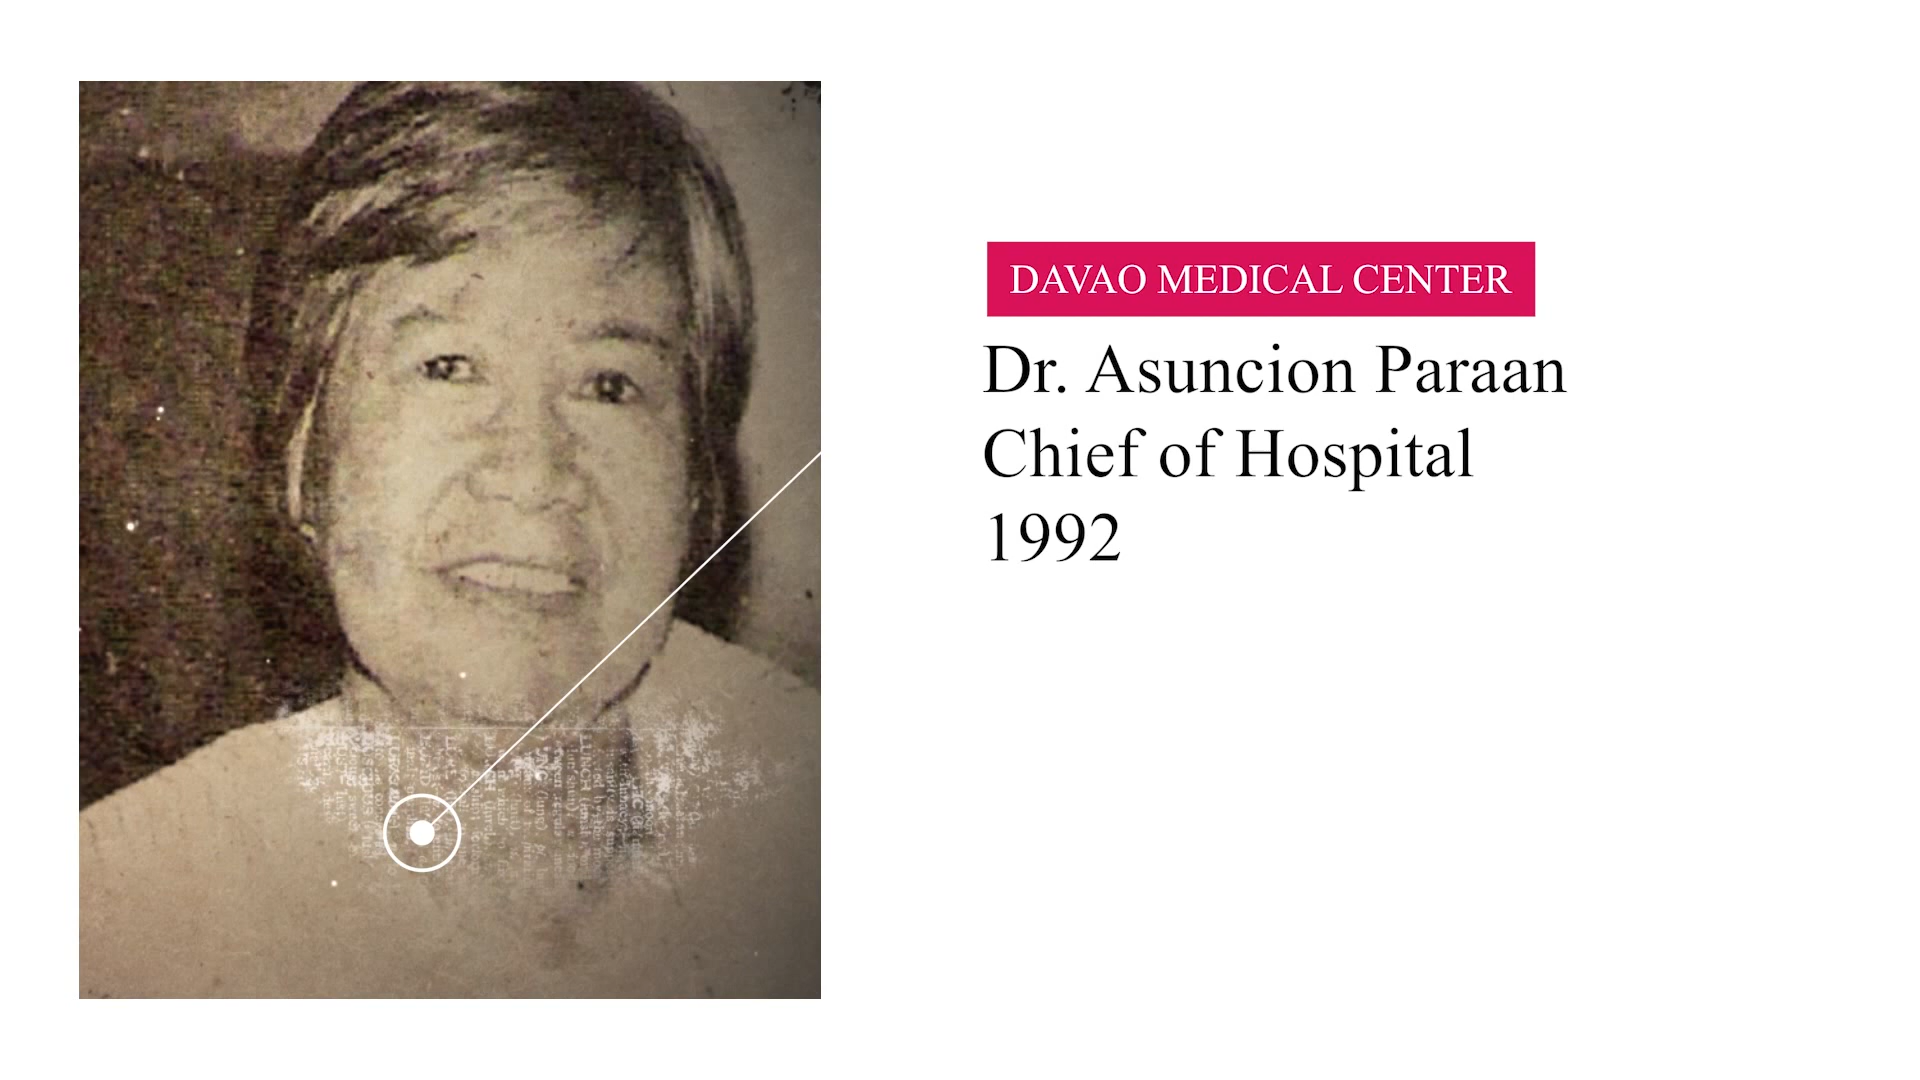 DAVAO MEDICAL CENTER
Dr. Asuncion Paraan
Chief of Hospital
1992